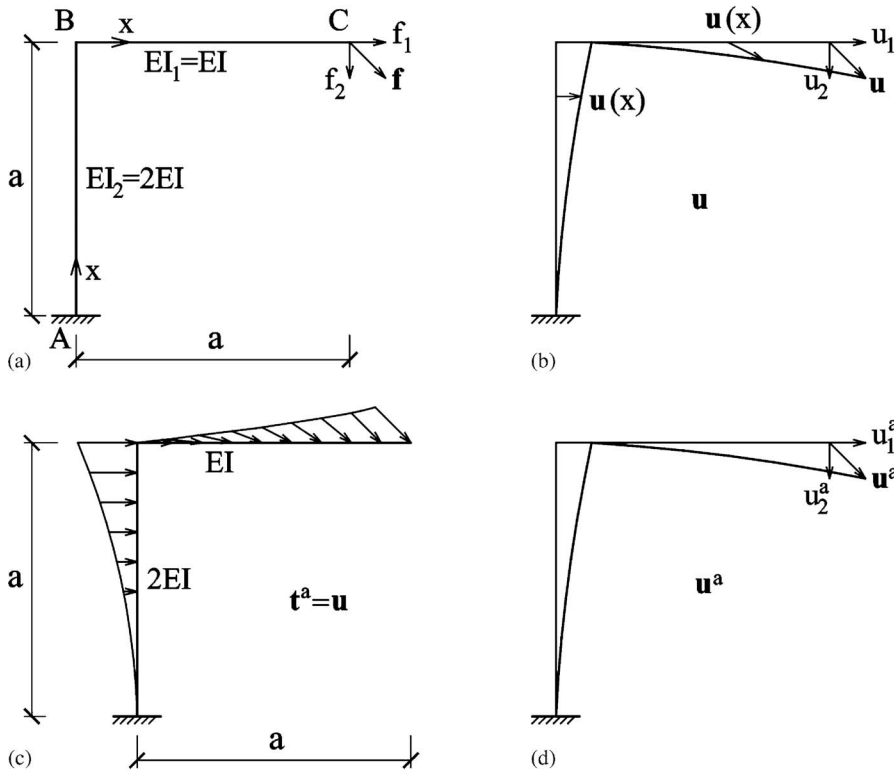 B x C f₁
EI₁=EI
f₂ f
a
EI₂=2EI
x
A
a
(a)
u(x)
u₁
u₂ u
u(x)
u
(b)
EI
a
2EI
tᵃ=u
a
(c)
u₁ᵃ
uᵃ
u₂ᵃ
uᵃ
(d)